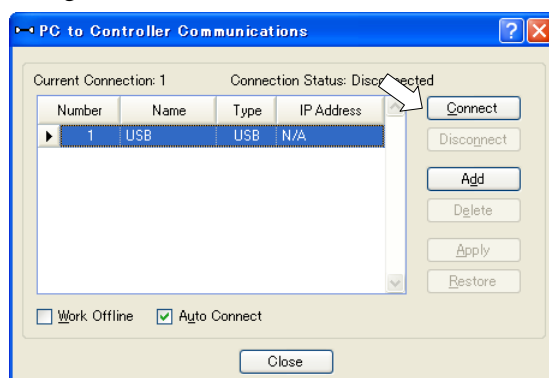 PC to Controller Communications
Current Connection: 1 Connection Status: Disconnected
Number Name Type IP Address
1 USB USB N/A
Connect
Disconnect
Add
Delete
Apply
Restore
Work Offline Auto Connect
Close